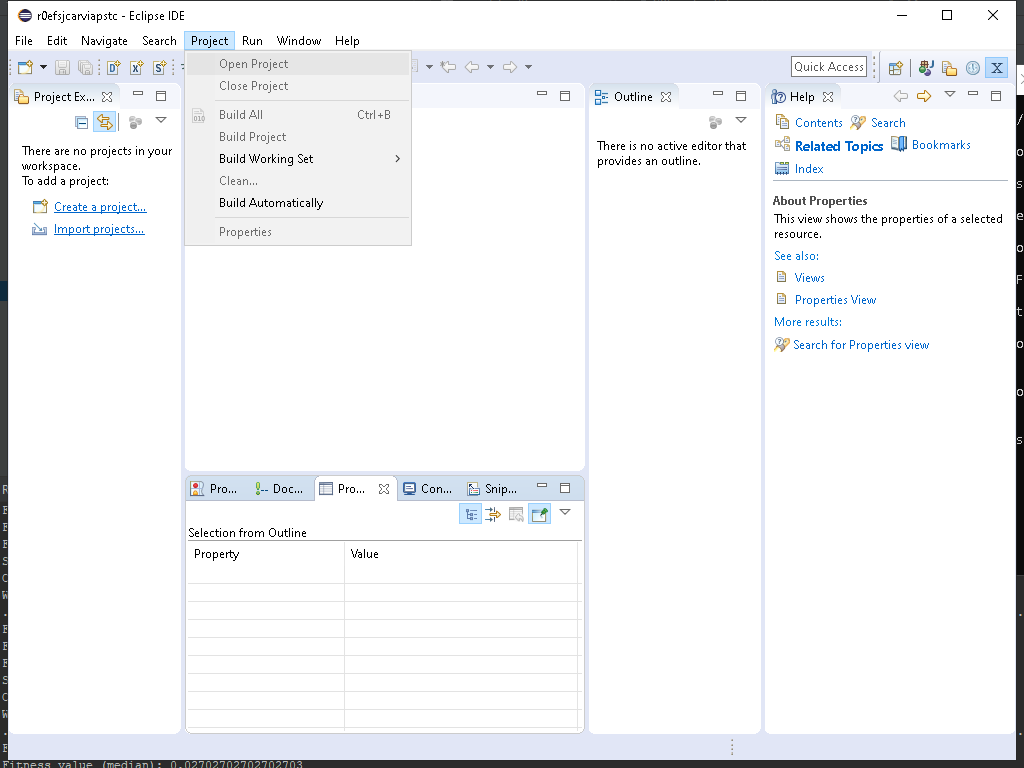 r0efsjcarviapstc - Eclipse IDE
File Edit Navigate Search Project Run Window Help
Quick Access
Open Project
Close Project
Build All Ctrl+B
Build Project
Build Working Set
Clean...
Build Automatically
Properties
Project Ex...
There are no projects in your
workspace.
To add a project:
Create a project...
Import projects...
Outline
There is no active editor that
provides an outline.
Help
Contents Search
Related Topics Bookmarks
Index
About Properties
This view shows the properties of a selected
resource.
See also:
Views
Properties View
More results:
Search for Properties view
Pro... Doc... Pro... Con... Snip...
Selection from Outline
Property Value
Fitness value (median): 0.02702702702702703